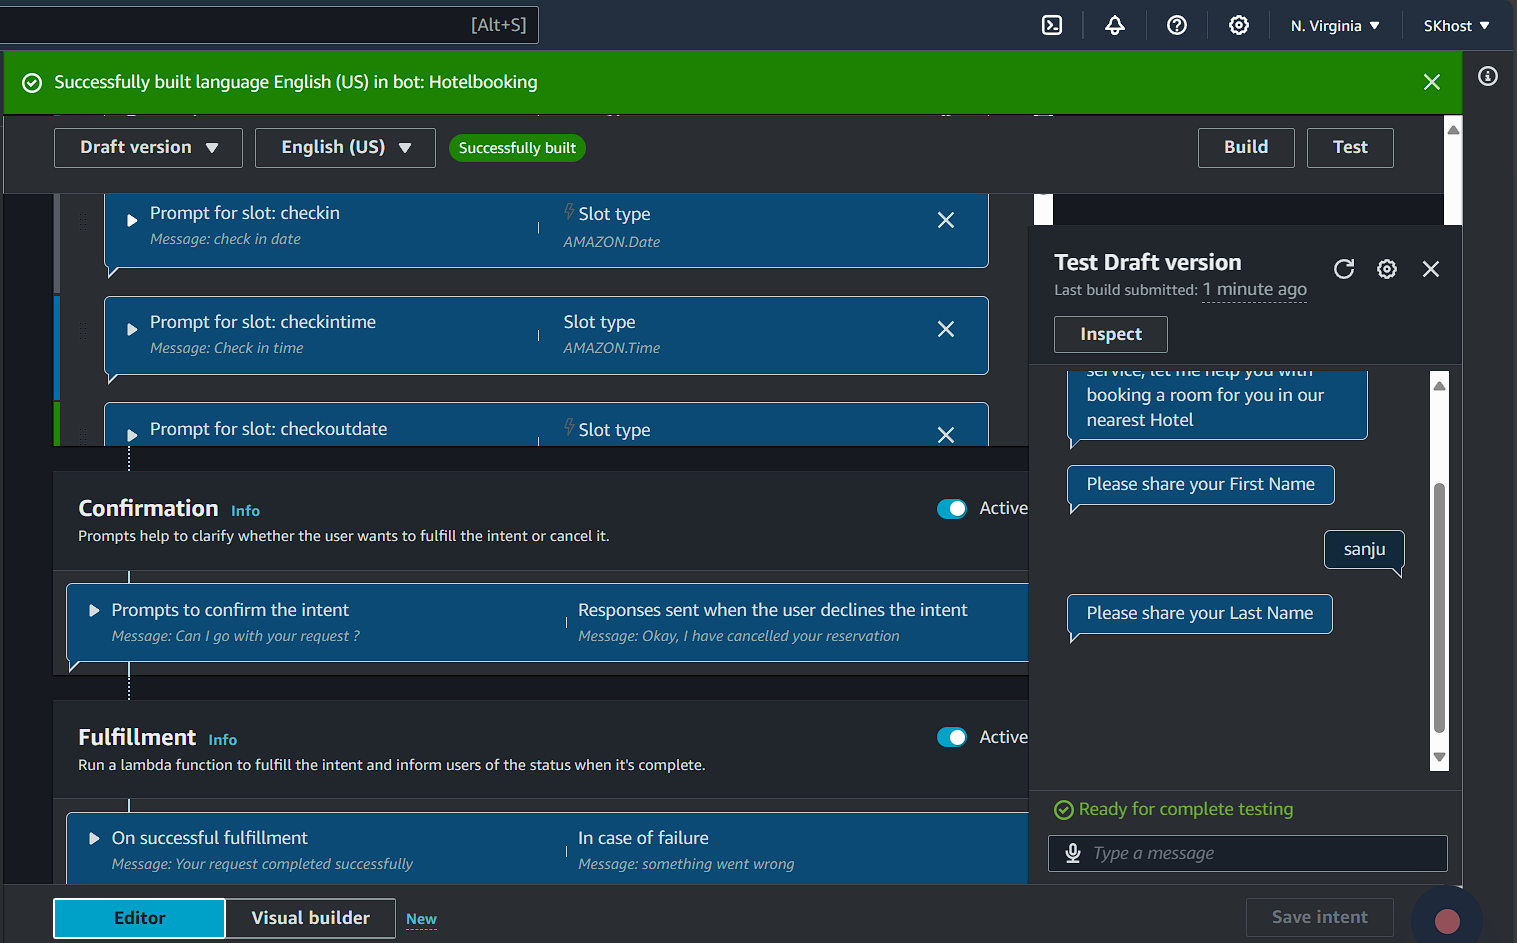 [Alt+S]
N. Virginia
SKhost
Successfully built language English (US) in bot: Hotelbooking
Draft version
English (US)
Successfully built
Build
Test
Prompt for slot: checkin
Message: check in date
Slot type
AMAZON.Date
Prompt for slot: checkintime
Message: Check in time
Slot type
AMAZON.Time
Prompt for slot: checkoutdate
Slot type
Confirmation Info
Active
Prompts help to clarify whether the user wants to fulfill the intent or cancel it.
Prompts to confirm the intent
Message: Can I go with your request ?
Responses sent when the user declines the intent
Message: Okay, I have cancelled your reservation
Fulfillment Info
Active
Run a lambda function to fulfill the intent and inform users of the status when it's complete.
On successful fulfillment
Message: Your request completed successfully
In case of failure
Message: something went wrong
Editor
Visual builder
New
Save intent
Test Draft version
Last build submitted: 1 minute ago
Inspect
service, let me help you with
booking a room for you in our
nearest Hotel
Please share your First Name
sanju
Please share your Last Name
Ready for complete testing
Type a message